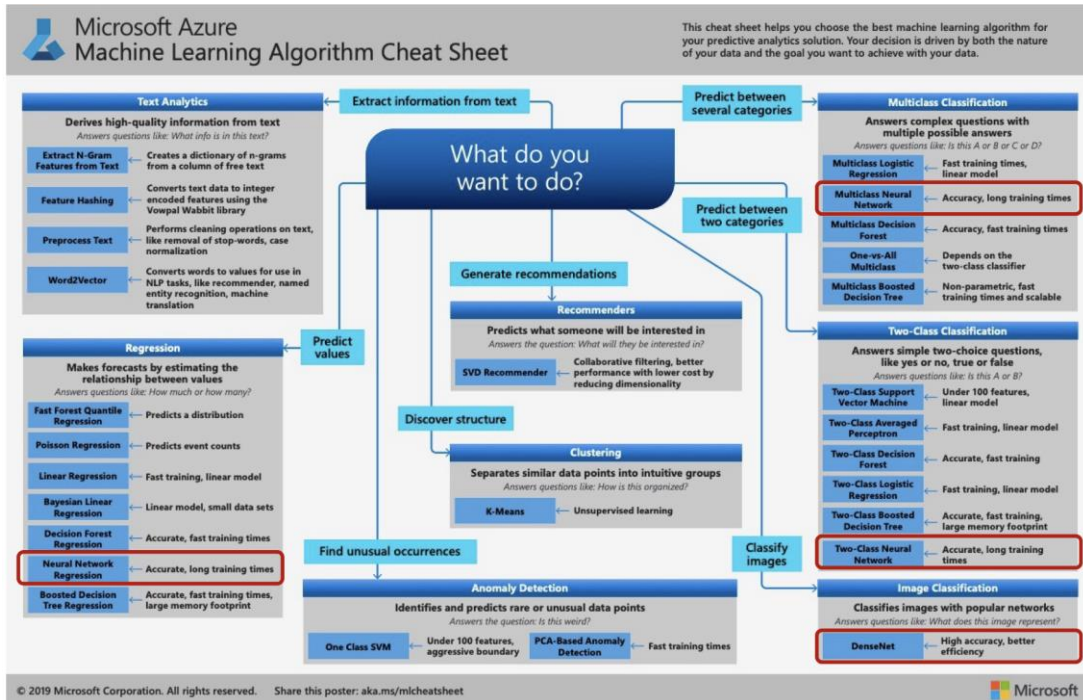 Microsoft Azure
Machine Learning Algorithm Cheat Sheet
This cheat sheet helps you choose the best machine learning algorithm for
your predictive analytics solution. Your decision is driven by both the nature
of your data and the goal you want to achieve with your data.
What do you
want to do?
Extract information from text
Text Analytics
Derives high-quality information from text
Answers questions like: What info is in this text?
Extract N-Gram
Features from Text
Creates a dictionary of n-grams
from a column of free text
Feature Hashing
Converts text data to integer
encoded features using the
Vowpal Wabbit library
Preprocess Text
Performs cleaning operations on text,
like removal of stop-words, case
normalization
Word2Vector
Converts words to values for use in
NLP tasks, like recommender, named
entity recognition, machine
translation
Predict
values
Regression
Makes forecasts by estimating the
relationship between values
Answers questions like: How much or how many?
Fast Forest Quantile
Regression
Predicts a distribution
Poisson Regression
Predicts event counts
Linear Regression
Fast training, linear model
Bayesian Linear
Regression
Linear model, small data sets
Decision Forest
Regression
Accurate, fast training times
Neural Network
Regression
Accurate, long training times
Boosted Decision
Tree Regression
Accurate, fast training times,
large memory footprint
Generate recommendations
Recommenders
Predicts what someone will be interested in
Answers the question: What will they be interested in?
SVD Recommender
Collaborative filtering, better
performance with lower cost by
reducing dimensionality
Discover structure
Clustering
Separates similar data points into intuitive groups
Answers questions like: How is this organized?
K-Means
Unsupervised learning
Find unusual occurrences
Anomaly Detection
Identifies and predicts rare or unusual data points
Answers the question: Is this weird?
One Class SVM
Under 100 features,
aggressive boundary
PCA-Based Anomaly
Detection
Fast training times
Predict between
several categories
Multiclass Classification
Answers complex questions with
multiple possible answers
Answers questions like: Is this A or B or C or D?
Multiclass Logistic
Regression
Fast training times,
linear model
Multiclass Neural
Network
Accuracy, long training times
Multiclass Decision
Forest
Accuracy, fast training times
One-vs-All
Multiclass
Depends on the
two-class classifier
Multiclass Boosted
Decision Tree
Non-parametric, fast
training times and scalable
Predict between
two categories
Two-Class Classification
Answers simple two-choice questions,
like yes or no, true or false
Answers questions like: Is this A or B?
Two-Class Support
Vector Machine
Under 100 features,
linear model
Two-Class Averaged
Perceptron
Fast training, linear model
Two-Class Decision
Forest
Accurate, fast training
Two-Class Logistic
Regression
Fast training, linear model
Two-Class Boosted
Decision Tree
Accurate, fast training,
large memory footprint
Two-Class Neural
Network
Accurate, long training
times
Classify
images
Image Classification
Classifies images with popular networks
Answers questions like: What does this image represent?
DenseNet
High accuracy, better
efficiency
© 2019 Microsoft Corporation. All rights reserved. Share this poster: aka.ms/mlcheatsheet
Microsoft